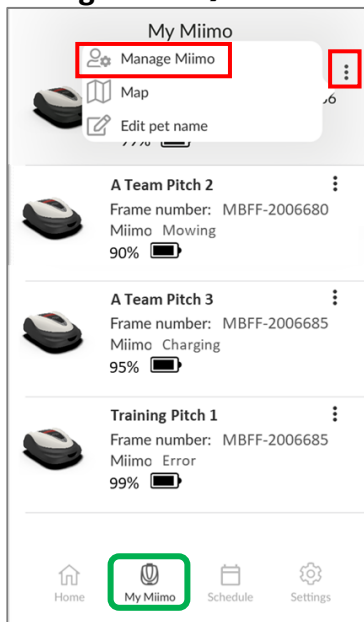 My Miimo
Manage Miimo
Map
Edit pet name
A Team Pitch 2
Frame number: MBFF-2006680
Miimo Mowing
90%
A Team Pitch 3
Frame number: MBFF-2006685
Miimo Charging
95%
Training Pitch 1
Frame number: MBFF-2006685
Miimo Error
99%
Home My Miimo Schedule Settings